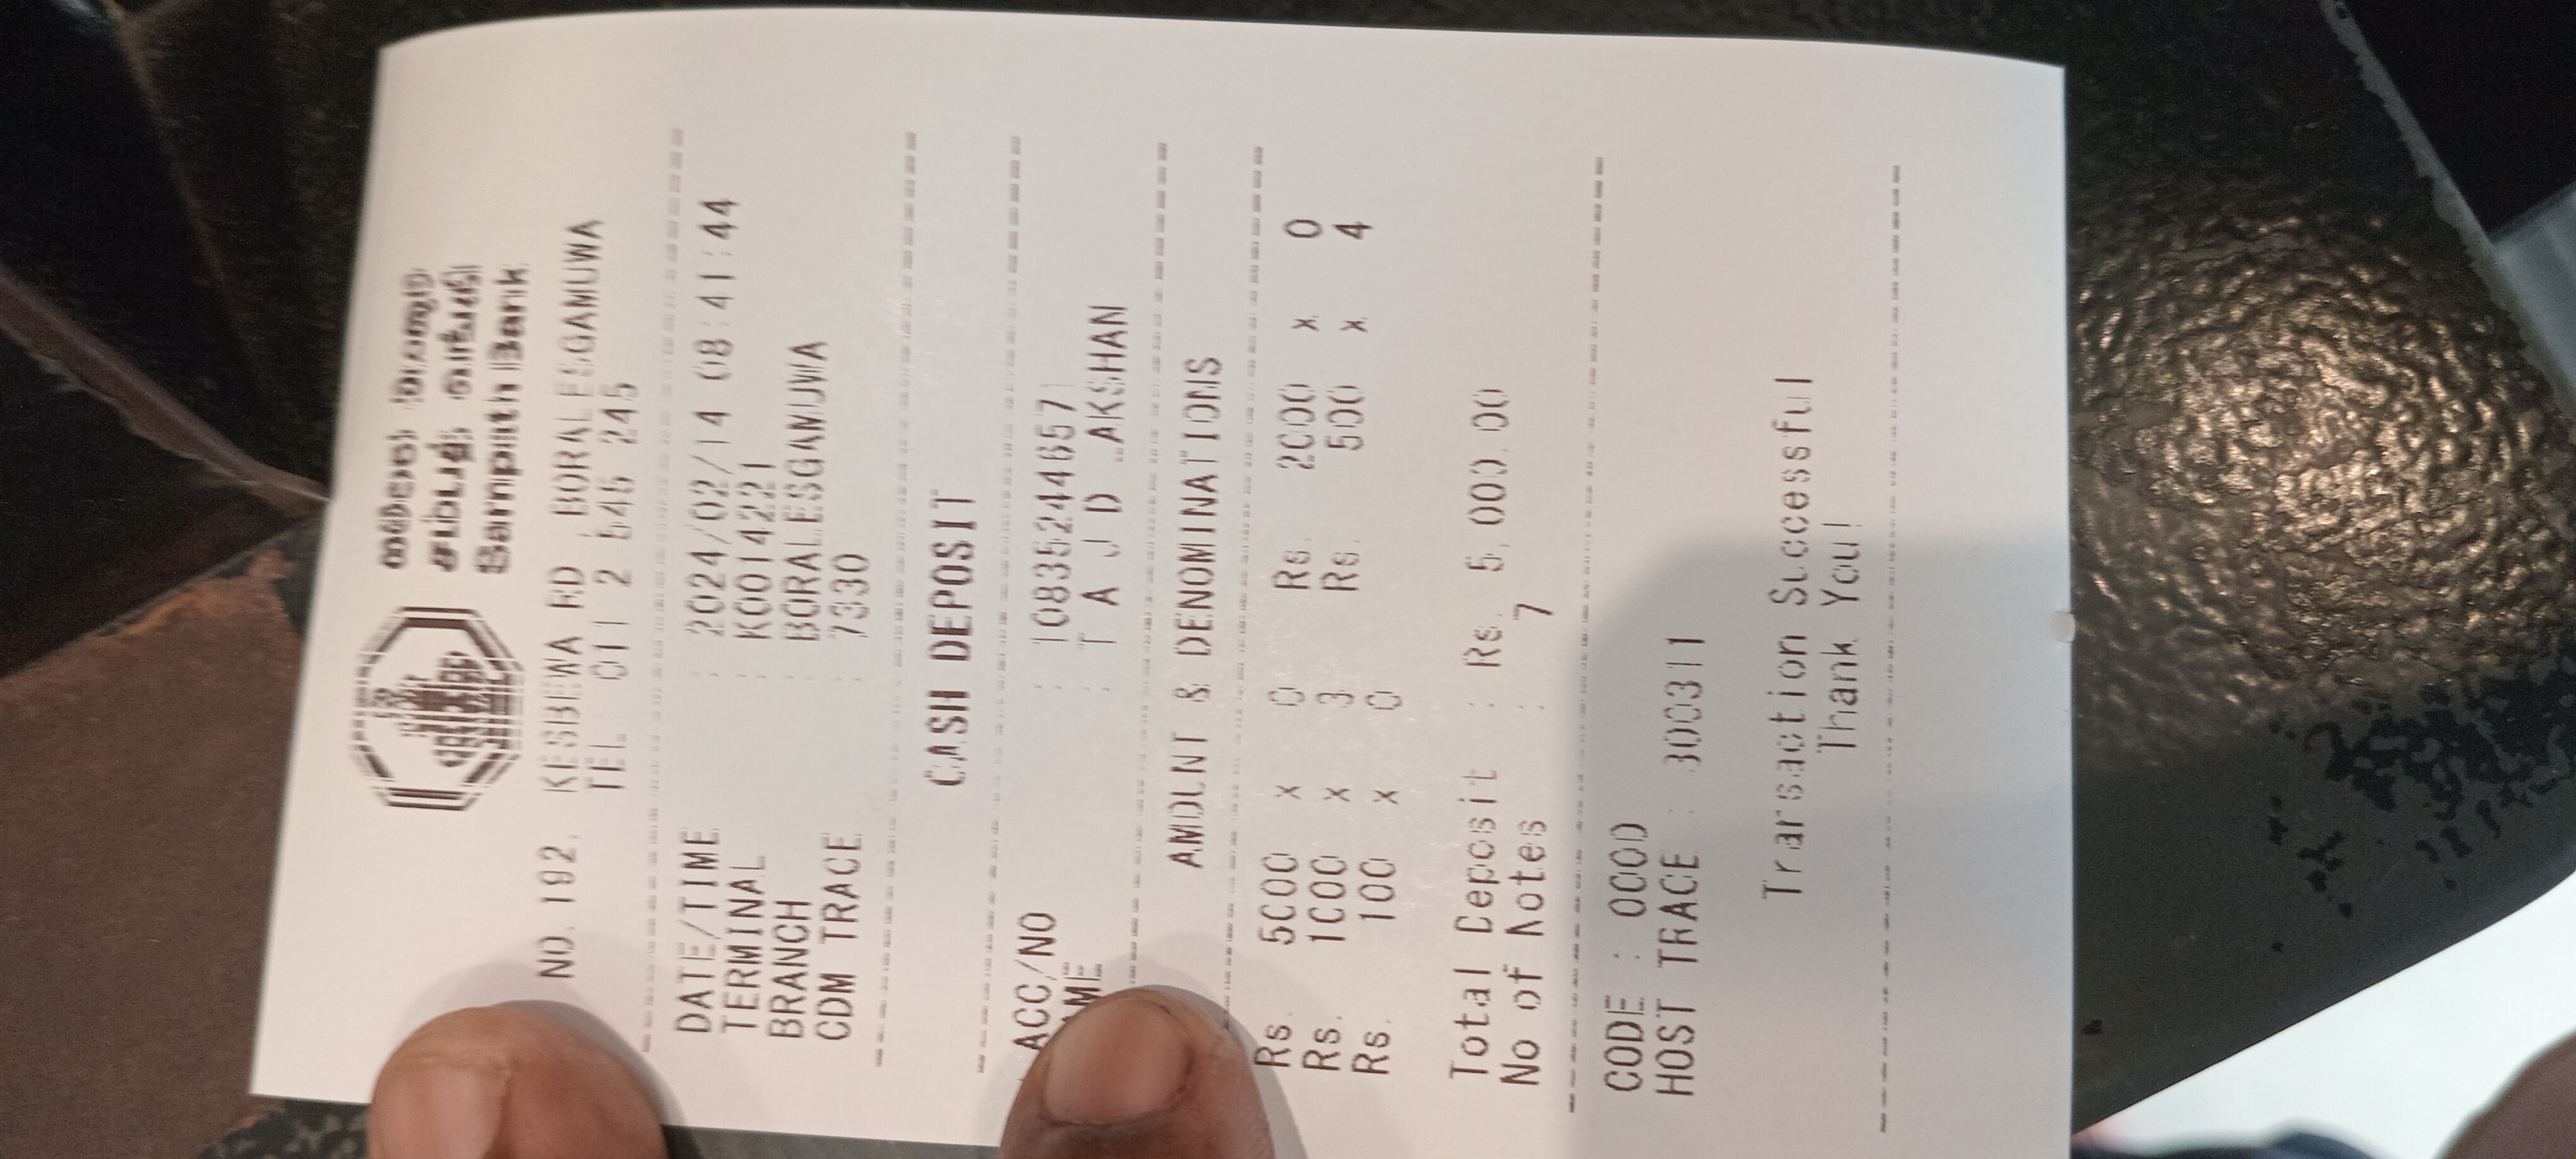 සම්පත් බැංකුව
சம்பத் வங்கி
Sampath Bank
NO. 192, KESBEWA RD , BORALESGAMUWA
TEL : 011 2 545 245
DATE/TIME : 2024/02/14 08:41:44
TERMINAL : K0014221
BRANCH : BORALESGAMUWA
CDM TRACE : 7330
CASH DEPOSIT
ACC/NO : 108352446571
AME : T A J D LAKSHAN
AMOUNT & DENOMINATIONS
Rs. 5000 x 0 Rs. 2000 x 0
Rs. 1000 x 3 Rs. 500 x 4
Rs. 100 x 0
Total Deposit : Rs. 5,000.00
No of Notes : 7
CODE : 0000
HOST TRACE : 300311
Transaction Successful
Thank You!